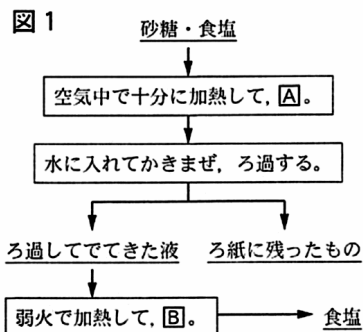 図1
砂糖・食塩
空気中で十分に加熱して，A。
水に入れてかきまぜ，ろ過する。
ろ過してでてきた液
ろ紙に残ったもの
弱火で加熱して，B。
食塩